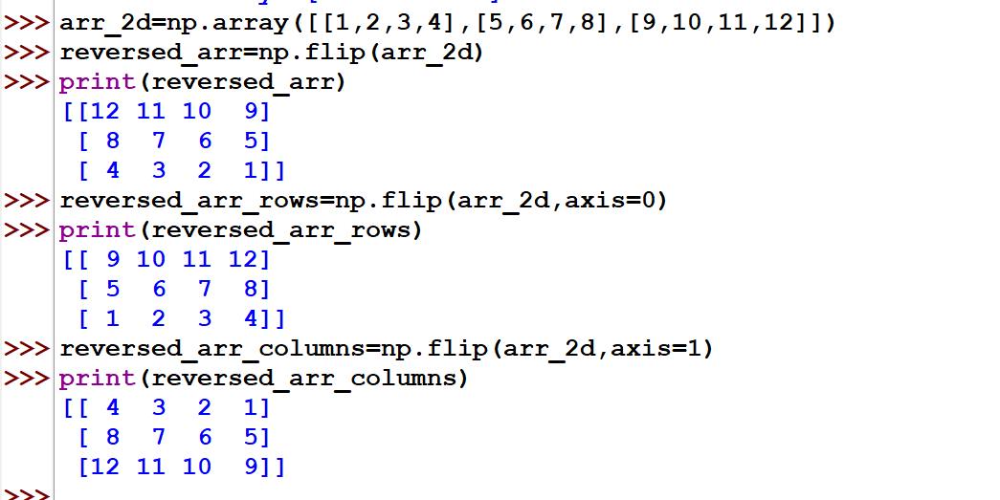 >>> arr_2d=np.array([[1,2,3,4],[5,6,7,8],[9,10,11,12]])
>>> reversed_arr=np.flip(arr_2d)
>>> print(reversed_arr)
[[12 11 10  9]
 [ 8  7  6  5]
 [ 4  3  2  1]]
>>> reversed_arr_rows=np.flip(arr_2d,axis=0)
>>> print(reversed_arr_rows)
[[ 9 10 11 12]
 [ 5  6  7  8]
 [ 1  2  3  4]]
>>> reversed_arr_columns=np.flip(arr_2d,axis=1)
>>> print(reversed_arr_columns)
[[ 4  3  2  1]
 [ 8  7  6  5]
 [12 11 10  9]]
>>>